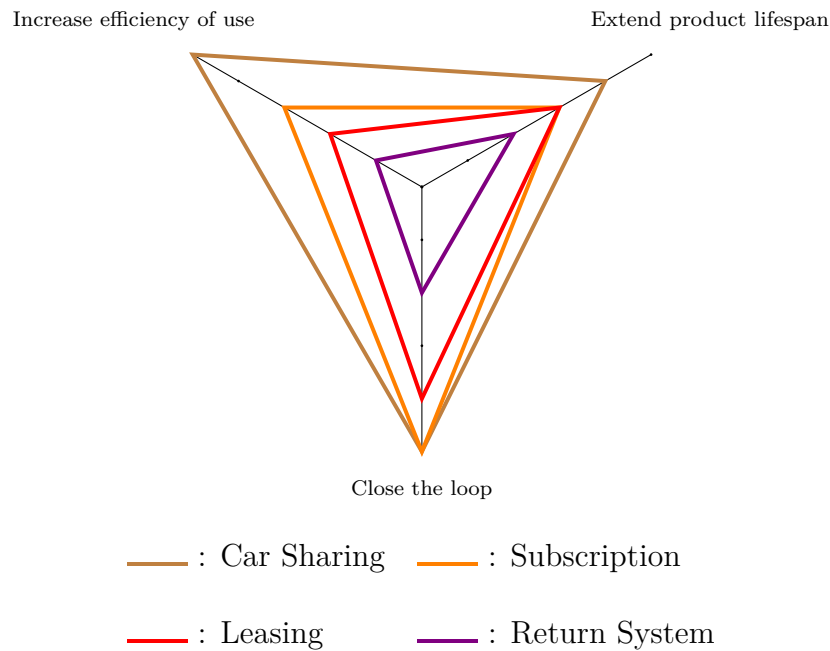 Increase efficiency of use
Extend product lifespan
Close the loop
: Car Sharing
: Subscription
: Leasing
: Return System